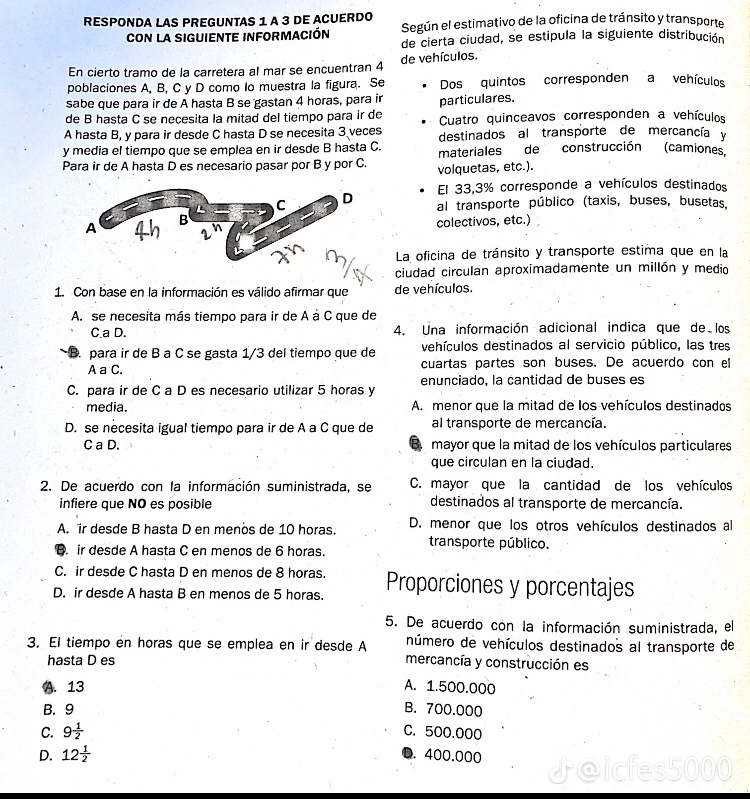 RESPONDA LAS PREGUNTAS 1 A 3 DE ACUERDO
CON LA SIGUIENTE INFORMACIÓN
En cierto tramo de la carretera al mar se encuentran 4
poblaciones A, B, C y D como lo muestra la figura. Se
sabe que para ir de A hasta B se gastan 4 horas, para ir
de B hasta C se necesita la mitad del tiempo para ir de
A hasta B, y para ir desde C hasta D se necesita 3 veces
y media el tiempo que se emplea en ir desde B hasta C.
Para ir de A hasta D es necesario pasar por B y por C.
A
4h
B
2h
C
7h
D
3/4
1. Con base en la información es válido afirmar que
A. se necesita más tiempo para ir de A a C que de
C a D.
B. para ir de B a C se gasta 1/3 del tiempo que de
A a C.
C. para ir de C a D es necesario utilizar 5 horas y
media.
D. se necesita igual tiempo para ir de A a C que de
C a D.
2. De acuerdo con la información suministrada, se
infiere que NO es posible
A. ir desde B hasta D en menos de 10 horas.
B. ir desde A hasta C en menos de 6 horas.
C. ir desde C hasta D en menos de 8 horas.
D. ir desde A hasta B en menos de 5 horas.
3. El tiempo en horas que se emplea en ir desde A
hasta D es
A. 13
B. 9
C. 9 1/2
D. 12 1/2
Según el estimativo de la oficina de tránsito y transporte
de cierta ciudad, se estipula la siguiente distribución
de vehículos.
• Dos quintos corresponden a vehículos
particulares.
• Cuatro quinceavos corresponden a vehículos
destinados al transporte de mercancía y
materiales de construcción (camiones,
volquetas, etc.).
• El 33,3% corresponde a vehículos destinados
al transporte público (taxis, buses, busetas,
colectivos, etc.)
La oficina de tránsito y transporte estima que en la
ciudad circulan aproximadamente un millón y medio
de vehículos.
4. Una información adicional indica que de los
vehículos destinados al servicio público, las tres
cuartas partes son buses. De acuerdo con el
enunciado, la cantidad de buses es
A. menor que la mitad de los vehículos destinados
al transporte de mercancía.
B. mayor que la mitad de los vehículos particulares
que circulan en la ciudad.
C. mayor que la cantidad de los vehículos
destinados al transporte de mercancía.
D. menor que los otros vehículos destinados al
transporte público.
Proporciones y porcentajes
5. De acuerdo con la información suministrada, el
número de vehículos destinados al transporte de
mercancía y construcción es
A. 1.500.000
B. 700.000
C. 500.000
D. 400.000
@icfes5000